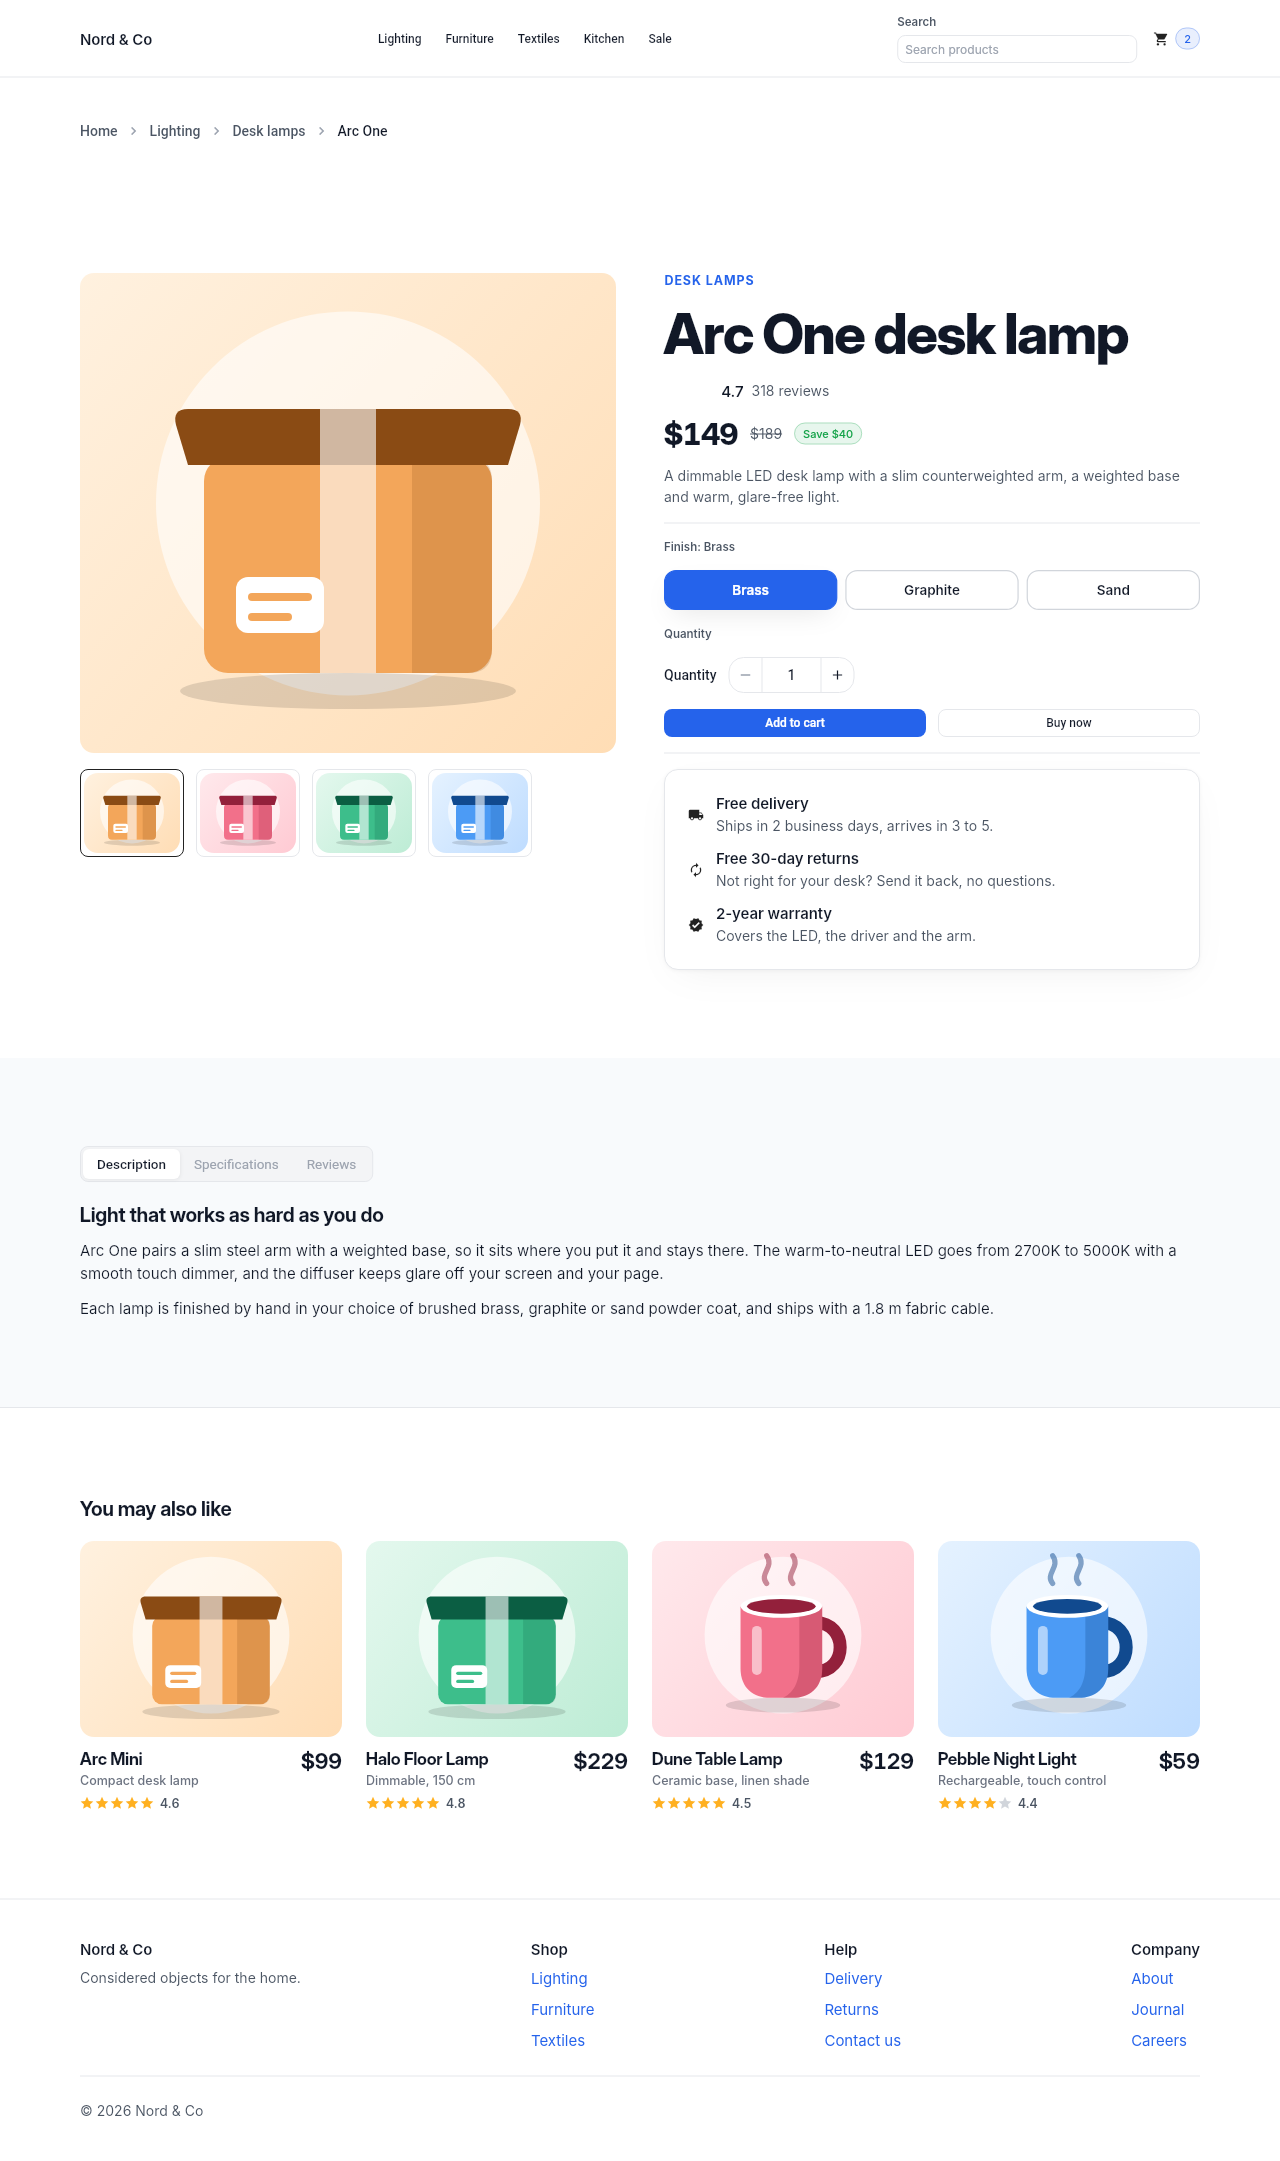 Nord & Co
Lighting
Furniture
Textiles
Kitchen
Sale
Search
Search products
2
Home
Lighting
Desk lamps
Arc One
DESK LAMPS
Arc One desk lamp
4.7 318 reviews
$149 $189 Save $40
A dimmable LED desk lamp with a slim counterweighted arm, a weighted base
and warm, glare-free light.
Finish: Brass
Brass
Graphite
Sand
Quantity
Quantity
1
Add to cart
Buy now
Free delivery
Ships in 2 business days, arrives in 3 to 5.
Free 30-day returns
Not right for your desk? Send it back, no questions.
2-year warranty
Covers the LED, the driver and the arm.
Description
Specifications
Reviews
Light that works as hard as you do
Arc One pairs a slim steel arm with a weighted base, so it sits where you put it and stays there. The warm-to-neutral LED goes from 2700K to 5000K with a
smooth touch dimmer, and the diffuser keeps glare off your screen and your page.
Each lamp is finished by hand in your choice of brushed brass, graphite or sand powder coat, and ships with a 1.8 m fabric cable.
You may also like
Arc Mini
$99
Compact desk lamp
4.6
Halo Floor Lamp
$229
Dimmable, 150 cm
4.8
Dune Table Lamp
$129
Ceramic base, linen shade
4.5
Pebble Night Light
$59
Rechargeable, touch control
4.4
Nord & Co
Considered objects for the home.
Shop
Lighting
Furniture
Textiles
Help
Delivery
Returns
Contact us
Company
About
Journal
Careers
© 2026 Nord & Co